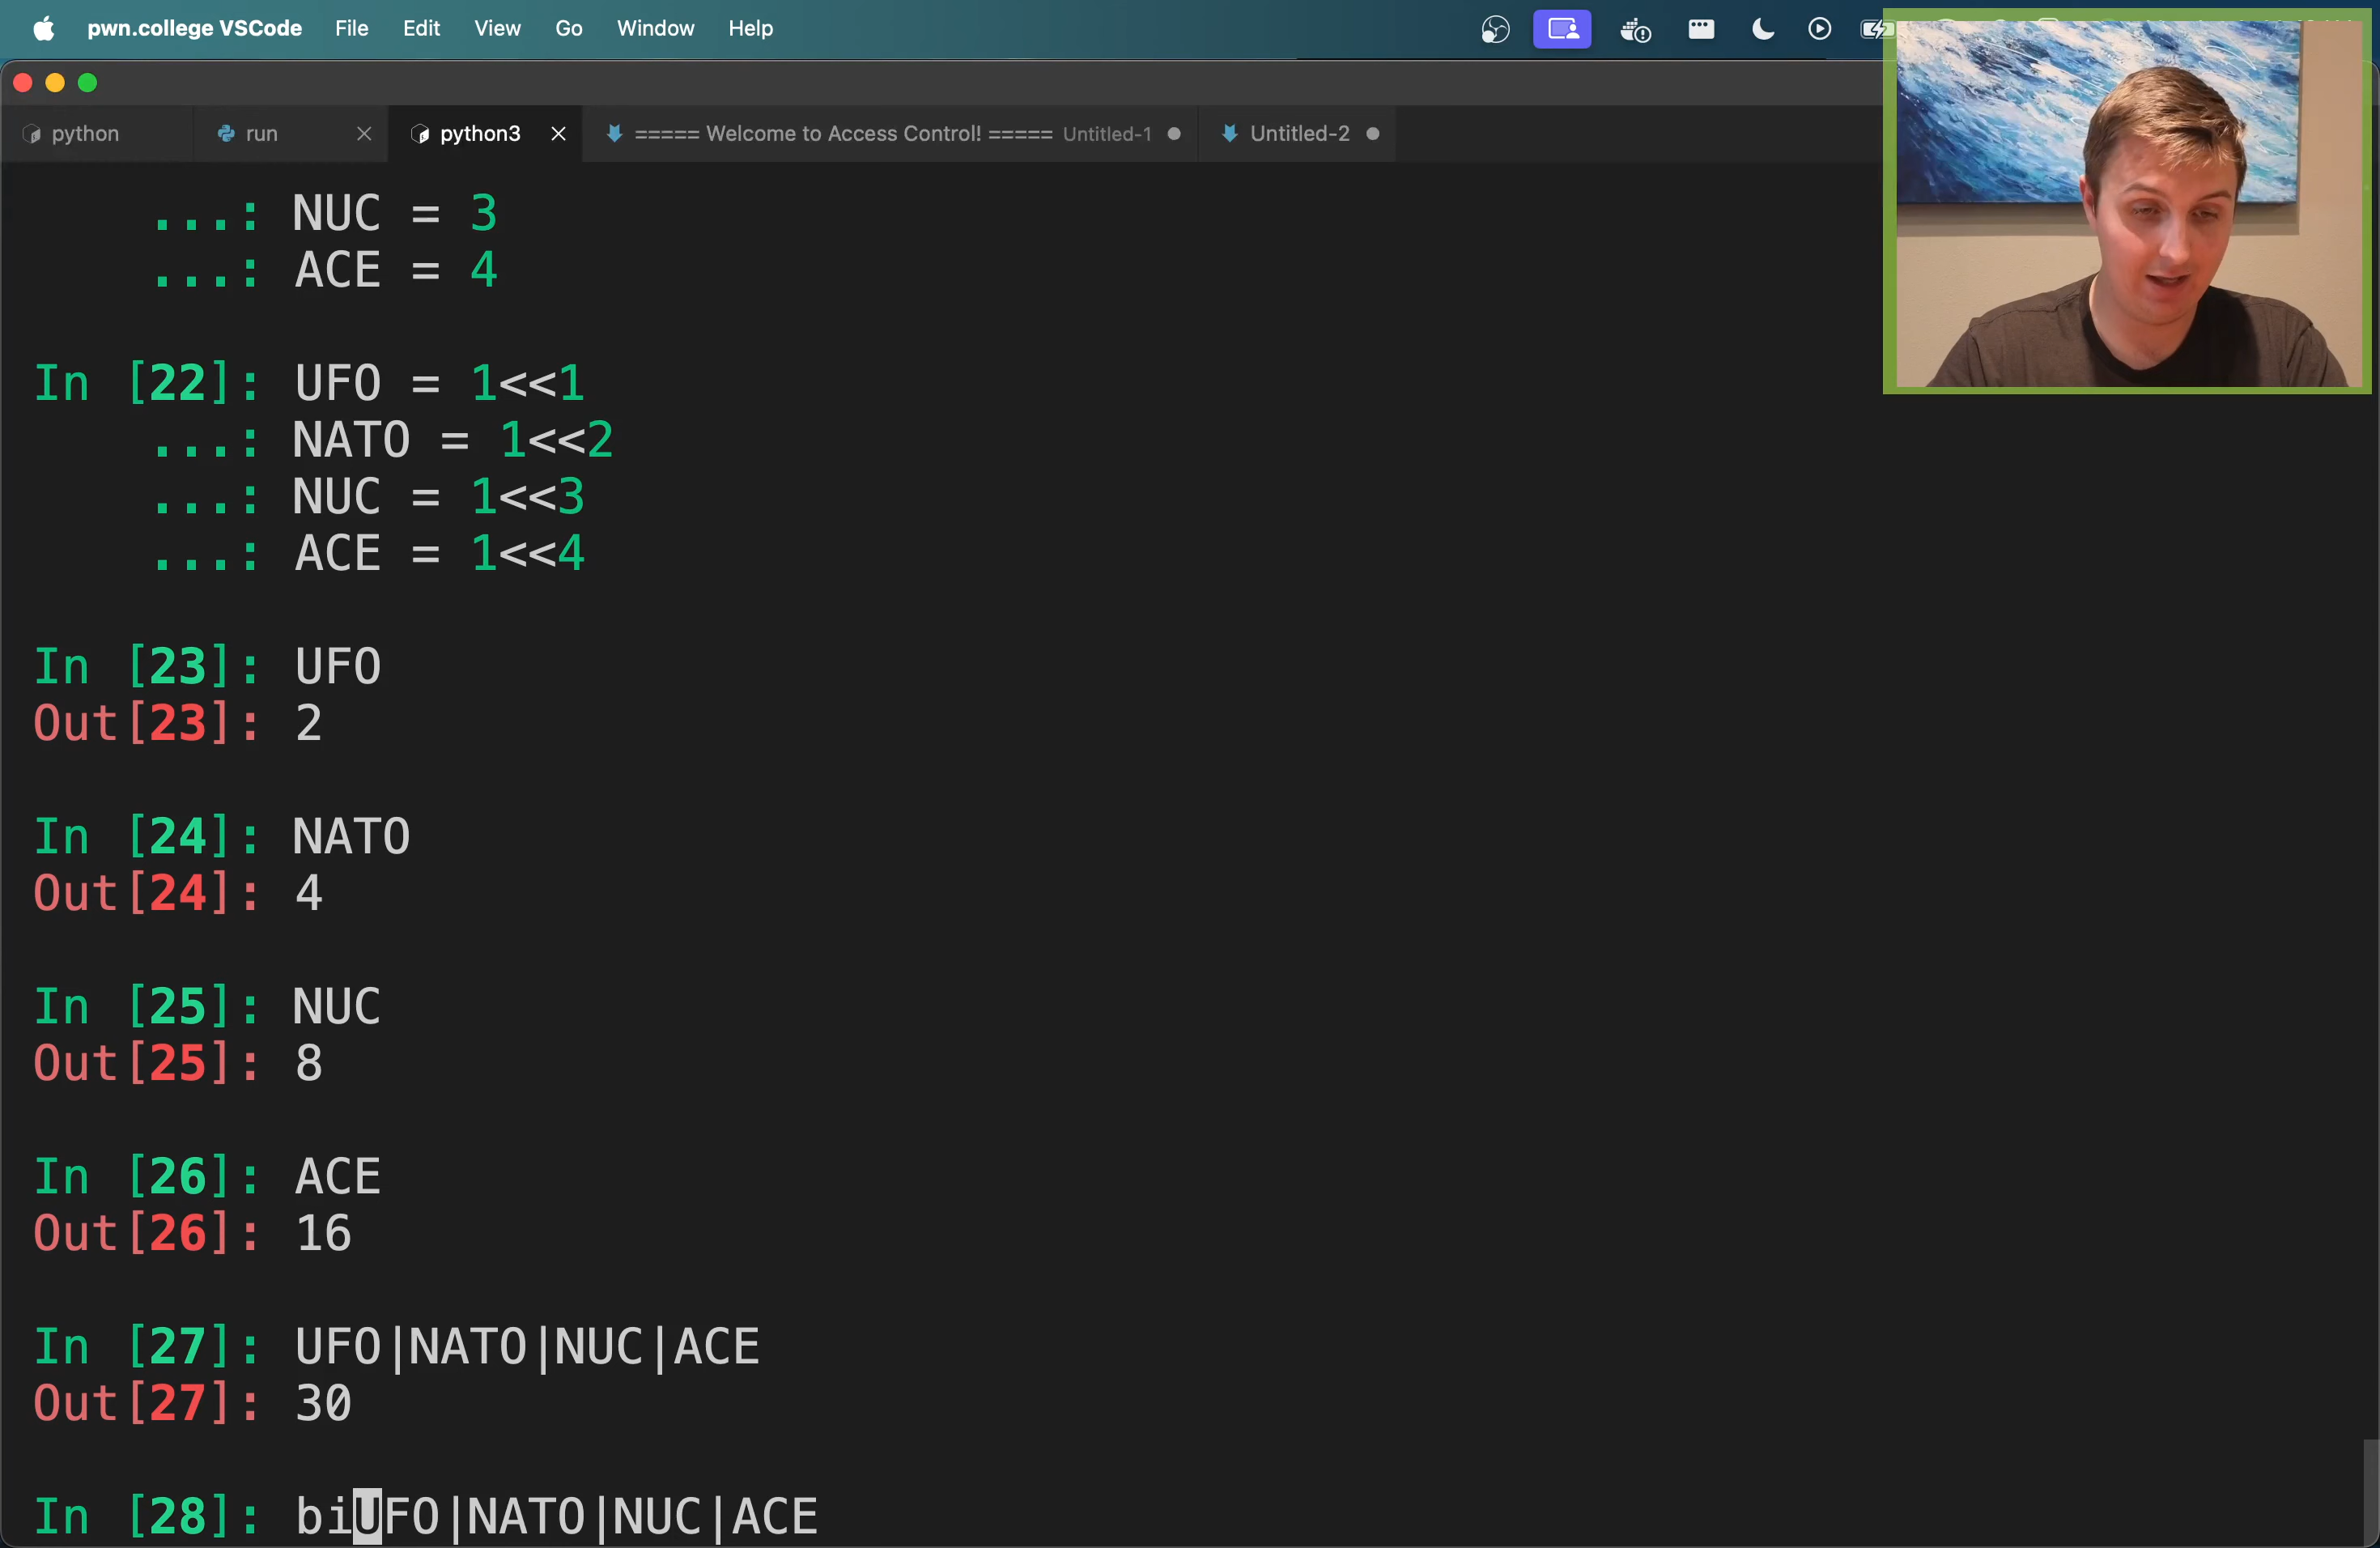 pwn.college VSCode File Edit View Go Window Help
python run python3 ===== Welcome to Access Control! ===== Untitled-1 Untitled-2
...: NUC = 3
...: ACE = 4
In [22]: UFO = 1<<1
...: NATO = 1<<2
...: NUC = 1<<3
...: ACE = 1<<4
In [23]: UFO
Out[23]: 2
In [24]: NATO
Out[24]: 4
In [25]: NUC
Out[25]: 8
In [26]: ACE
Out[26]: 16
In [27]: UFO|NATO|NUC|ACE
Out[27]: 30
In [28]: biUFO|NATO|NUC|ACE